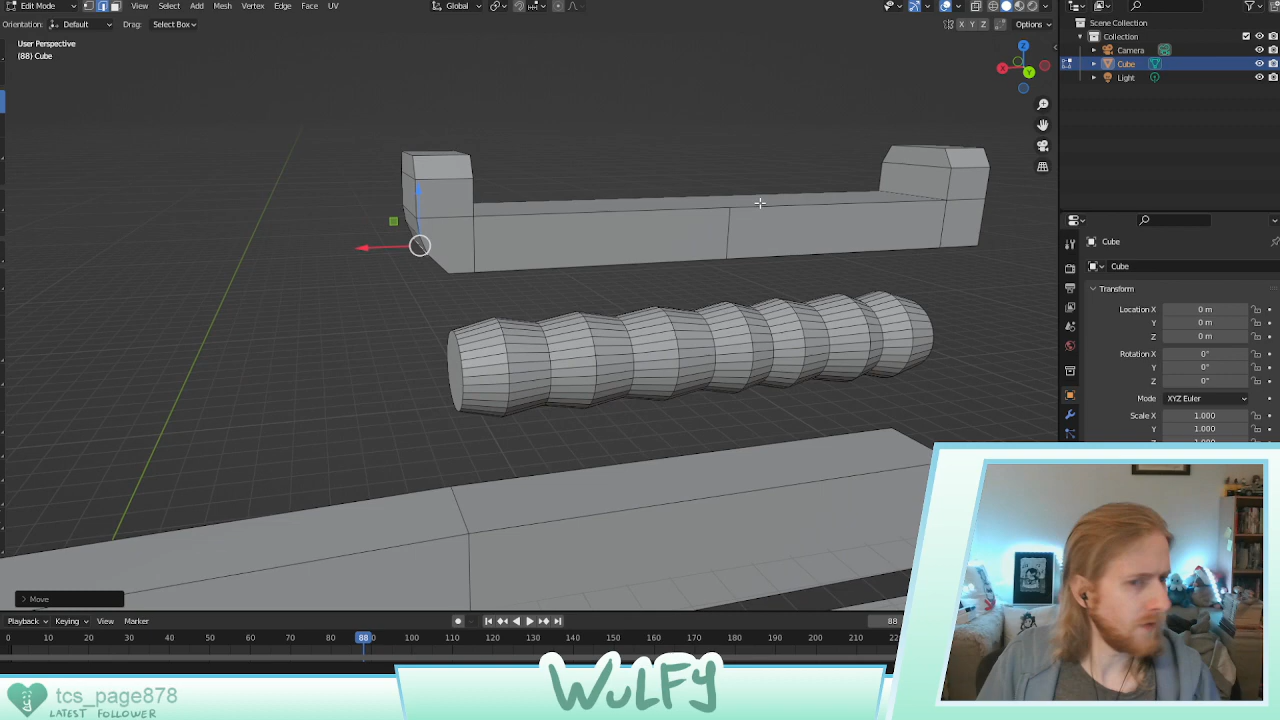 Edit Mode View Select Add Mesh Vertex Edge Face UV Global
Orientation: Default Drag: Select Box X Y Z Options
User Perspective
(88) Cube
Z
X
Y
Scene Collection
Collection
Camera
Cube
Light
Cube
Cube
Transform
Location X 0 m
Y 0 m
Z 0 m
Rotation X 0°
Y 0°
Z 0°
Mode XYZ Euler
Scale X 1.000
Y 1.000
Z 1.000
Move
Playback Keying View Marker 88
0 10 20 30 40 50 60 70 80 88 100 110 120 130 140 150 160 170 180 190 200 210 220
WULFY
tcs_page878
LATEST FOLLOWER